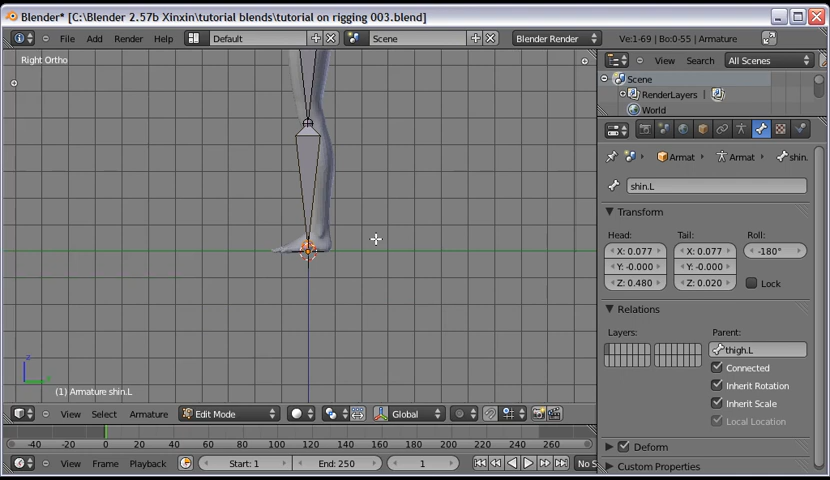 Blender* [C:\Blender 2.57b Xinxin\tutorial blends\tutorial on rigging 003.blend]
File Add Render Help Default Scene Blender Render Ve:1-69 | Bo:0-55 | Armature
Right Ortho
View Search All Scenes
Scene
RenderLayers |
World
Armat Armat shin.
shin.L
Transform
Head: Tail: Roll:
X: 0.077 X: 0.077 -180°
Y: -0.000 Y: -0.000
Z: 0.480 Z: 0.020 Lock
Relations
Layers: Parent:
thigh.L
Connected
Inherit Rotation
Inherit Scale
Local Location
z
(1) Armature shin.L
View Select Armature Edit Mode Global
Deform
Custom Properties
-40 -20 0 20 40 60 80 100 120 140 160 180 200 220 240 260
View Frame Playback Start: 1 End: 250 1 No S